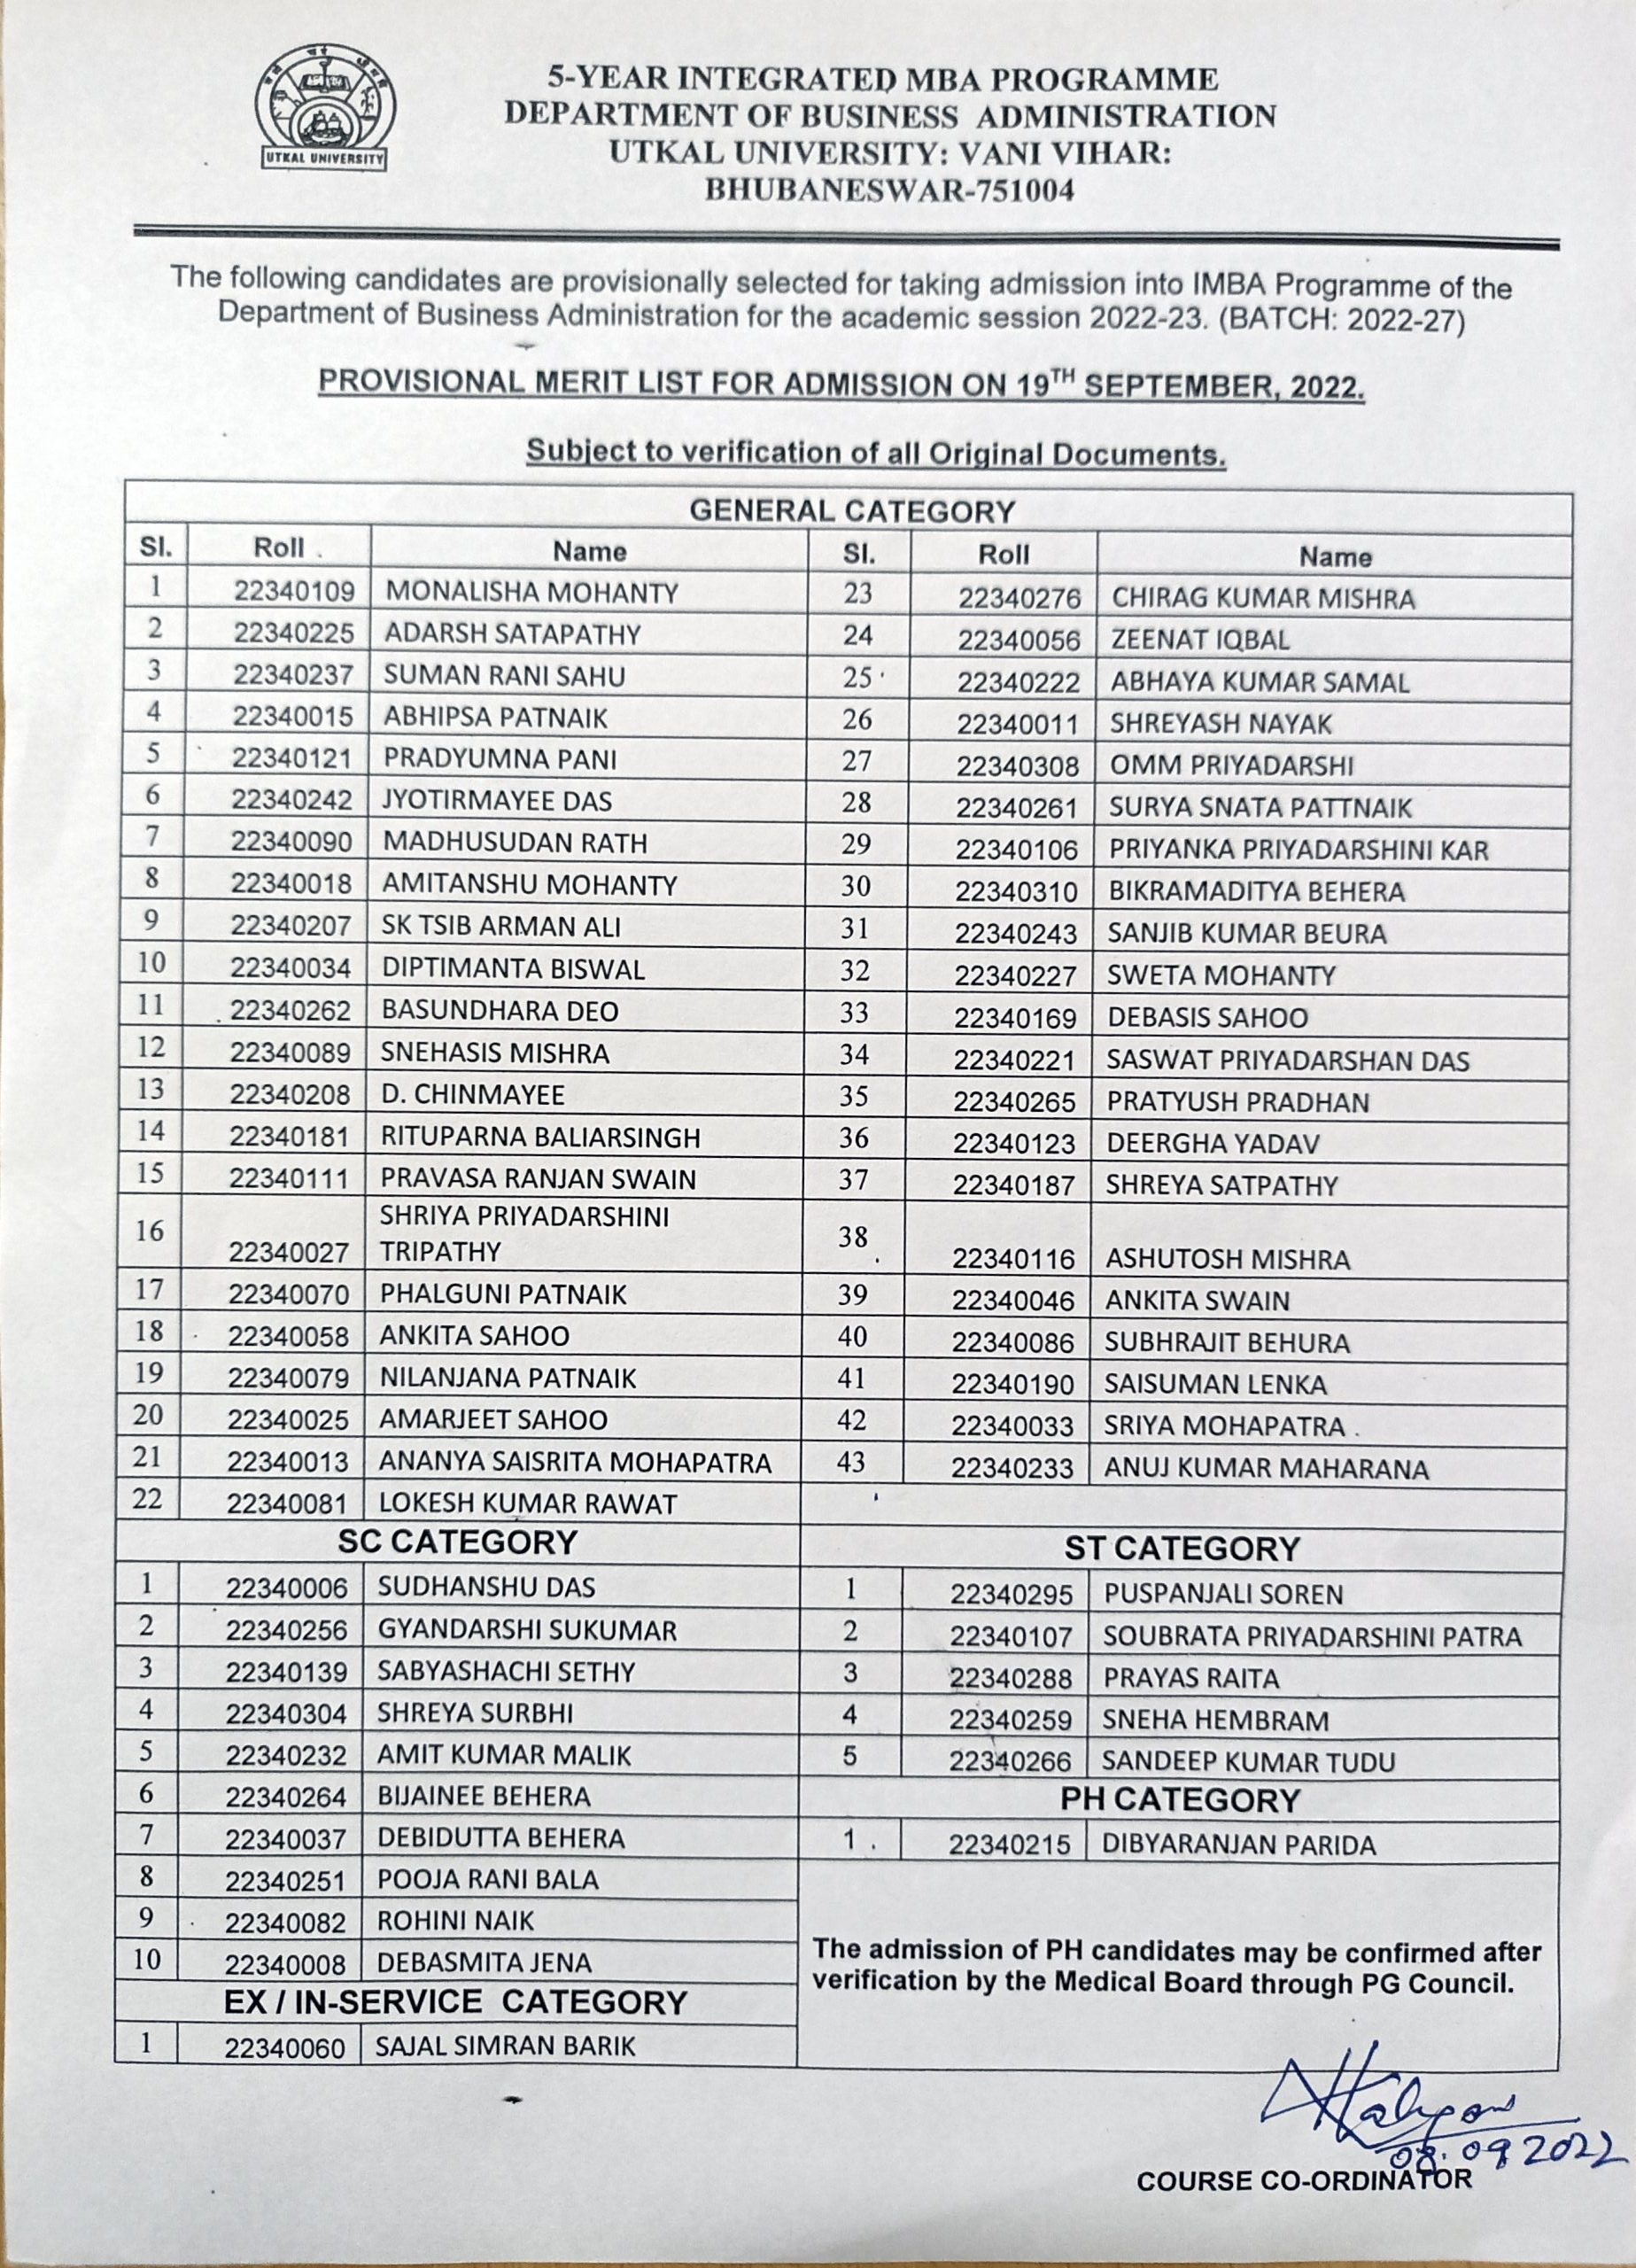 UTKAL UNIVERSITY
5-YEAR INTEGRATED MBA PROGRAMME
DEPARTMENT OF BUSINESS ADMINISTRATION
UTKAL UNIVERSITY: VANI VIHAR:
BHUBANESWAR-751004
The following candidates are provisionally selected for taking admission into IMBA Programme of the
Department of Business Administration for the academic session 2022-23. (BATCH: 2022-27)
PROVISIONAL MERIT LIST FOR ADMISSION ON 19TH SEPTEMBER, 2022.
Subject to verification of all Original Documents.
GENERAL CATEGORY
Sl. Roll Name Sl. Roll Name
1 22340109 MONALISHA MOHANTY 23 22340276 CHIRAG KUMAR MISHRA
2 22340225 ADARSH SATAPATHY 24 22340056 ZEENAT IQBAL
3 22340237 SUMAN RANI SAHU 25 22340222 ABHAYA KUMAR SAMAL
4 22340015 ABHIPSA PATNAIK 26 22340011 SHREYASH NAYAK
5 22340121 PRADYUMNA PANI 27 22340308 OMM PRIYADARSHI
6 22340242 JYOTIRMAYEE DAS 28 22340261 SURYA SNATA PATTNAIK
7 22340090 MADHUSUDAN RATH 29 22340106 PRIYANKA PRIYADARSHINI KAR
8 22340018 AMITANSHU MOHANTY 30 22340310 BIKRAMADITYA BEHERA
9 22340207 SK TSIB ARMAN ALI 31 22340243 SANJIB KUMAR BEURA
10 22340034 DIPTIMANTA BISWAL 32 22340227 SWETA MOHANTY
11 22340262 BASUNDHARA DEO 33 22340169 DEBASIS SAHOO
12 22340089 SNEHASIS MISHRA 34 22340221 SASWAT PRIYADARSHAN DAS
13 22340208 D. CHINMAYEE 35 22340265 PRATYUSH PRADHAN
14 22340181 RITUPARNA BALIARSINGH 36 22340123 DEERGHA YADAV
15 22340111 PRAVASA RANJAN SWAIN 37 22340187 SHREYA SATPATHY
16 22340027 SHRIYA PRIYADARSHINI
TRIPATHY 38 22340116 ASHUTOSH MISHRA
17 22340070 PHALGUNI PATNAIK 39 22340046 ANKITA SWAIN
18 22340058 ANKITA SAHOO 40 22340086 SUBHRAJIT BEHURA
19 22340079 NILANJANA PATNAIK 41 22340190 SAISUMAN LENKA
20 22340025 AMARJEET SAHOO 42 22340033 SRIYA MOHAPATRA
21 22340013 ANANYA SAISRITA MOHAPATRA 43 22340233 ANUJ KUMAR MAHARANA
22 22340081 LOKESH KUMAR RAWAT
SC CATEGORY ST CATEGORY
1 22340006 SUDHANSHU DAS 1 22340295 PUSPANJALI SOREN
2 22340256 GYANDARSHI SUKUMAR 2 22340107 SOUBRATA PRIYADARSHINI PATRA
3 22340139 SABYASHACHI SETHY 3 22340288 PRAYAS RAITA
4 22340304 SHREYA SURBHI 4 22340259 SNEHA HEMBRAM
5 22340232 AMIT KUMAR MALIK 5 22340266 SANDEEP KUMAR TUDU
6 22340264 BIJAINEE BEHERA PH CATEGORY
7 22340037 DEBIDUTTA BEHERA 1 22340215 DIBYARANJAN PARIDA
8 22340251 POOJA RANI BALA
9 22340082 ROHINI NAIK
10 22340008 DEBASMITA JENA
The admission of PH candidates may be confirmed after
verification by the Medical Board through PG Council.
EX / IN-SERVICE CATEGORY
1 22340060 SAJAL SIMRAN BARIK
08.09 2022
COURSE CO-ORDINATOR